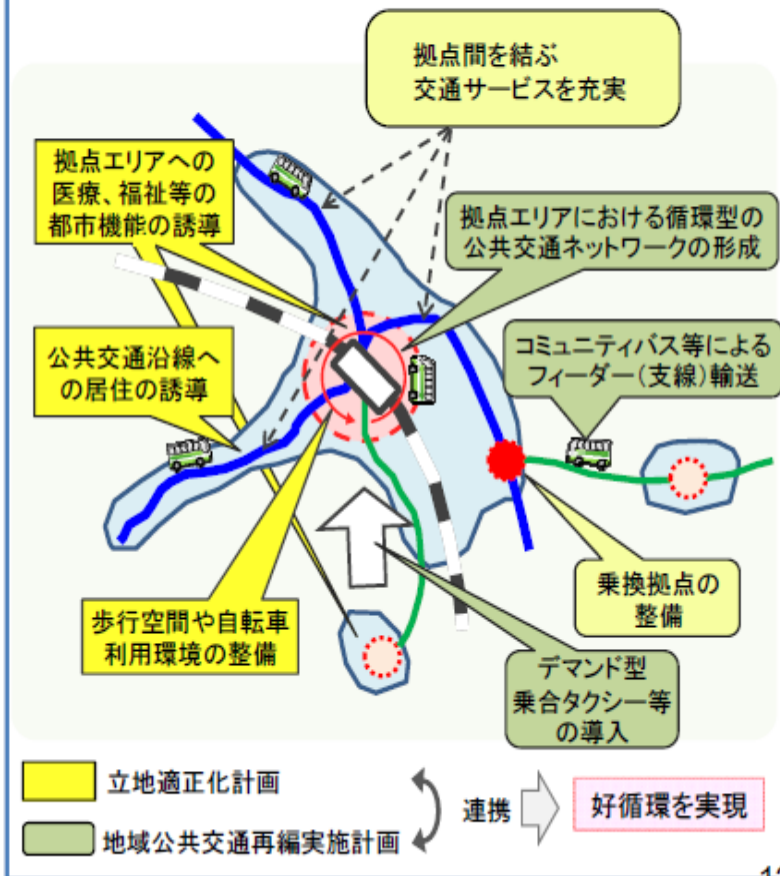 拠点間を結ぶ
交通サービスを充実
拠点エリアへの
医療、福祉等の
都市機能の誘導
拠点エリアにおける循環型の
公共交通ネットワークの形成
公共交通沿線へ
の居住の誘導
コミュニティバス等による
フィーダー（支線）輸送
乗換拠点の
整備
歩行空間や自転車
利用環境の整備
デマンド型
乗合タクシー等
の導入
立地適正化計画
地域公共交通再編実施計画
連携
好循環を実現